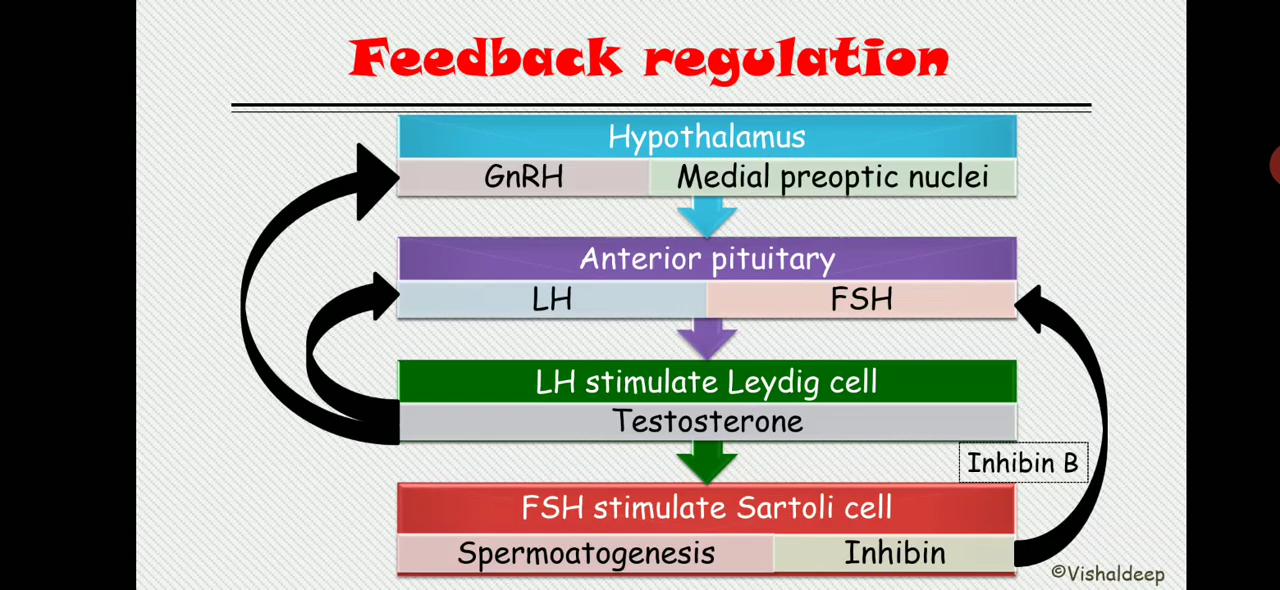 Feedback regulation
Hypothalamus
GnRH
Medial preoptic nuclei
Anterior pituitary
LH
FSH
LH stimulate Leydig cell
Testosterone
Inhibin B
FSH stimulate Sartoli cell
Spermoatogenesis
Inhibin
©Vishaldeep